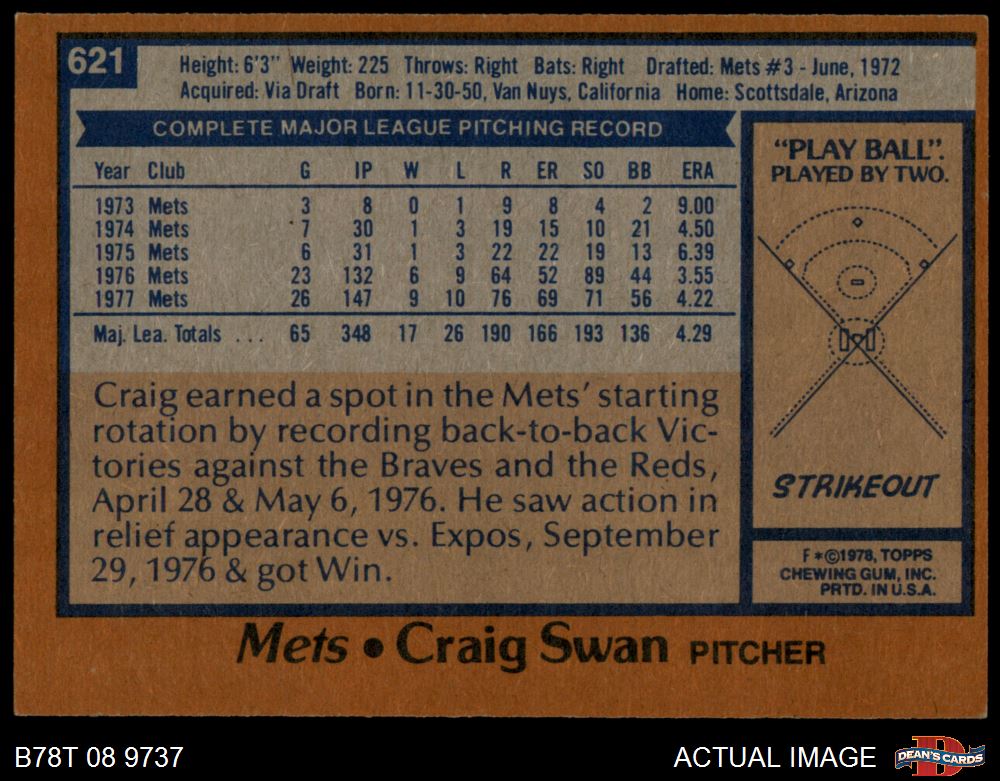 621
Height: 6'3" Weight: 225 Throws: Right Bats: Right Drafted: Mets #3 - June, 1972
Acquired: Via Draft Born: 11-30-50, Van Nuys, California Home: Scottsdale, Arizona
COMPLETE MAJOR LEAGUE PITCHING RECORD
Year Club G IP W L R ER SO BB ERA
1973 Mets 3 8 0 1 9 8 4 2 9.00
1974 Mets 7 30 1 3 19 15 10 21 4.50
1975 Mets 6 31 1 3 22 22 19 13 6.39
1976 Mets 23 132 6 9 64 52 89 44 3.55
1977 Mets 26 147 9 10 76 69 71 56 4.22
Maj. Lea. Totals ... 65 348 17 26 190 166 193 136 4.29
Craig earned a spot in the Mets' starting
rotation by recording back-to-back Vic-
tories against the Braves and the Reds,
April 28 & May 6, 1976. He saw action in
relief appearance vs. Expos, September
29, 1976 & got Win.
"PLAY BALL".
PLAYED BY TWO.
STRIKEOUT
F*©1978, TOPPS
CHEWING GUM, INC.
PRTD. IN U.S.A.
Mets • Craig Swan PITCHER
B78T 08 9737
ACTUAL IMAGE
D
DEAN'S CARDS